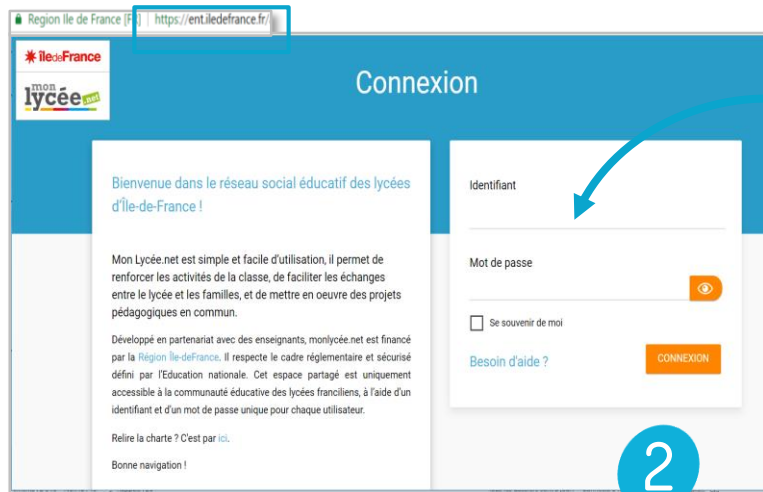 Region Ile de France [FR] | https://ent.iledefrance.fr/
îledeFrance
mon
lycée.net
Connexion
Bienvenue dans le réseau social éducatif des lycées
d'Île-de-France !
Mon Lycée.net est simple et facile d'utilisation, il permet de
renforcer les activités de la classe, de faciliter les échanges
entre le lycée et les familles, et de mettre en oeuvre des projets
pédagogiques en commun.
Développé en partenariat avec des enseignants, monlycée.net est financé
par la Région Île-deFrance. Il respecte le cadre réglementaire et sécurisé
défini par l'Education nationale. Cet espace partagé est uniquement
accessible à la communauté éducative des lycées franciliens, à l'aide d'un
identifiant et d'un mot de passe unique pour chaque utilisateur.
Relire la charte ? C'est par ici.
Bonne navigation !
Identifiant
Mot de passe
Se souvenir de moi
Besoin d'aide ?
CONNEXION
2